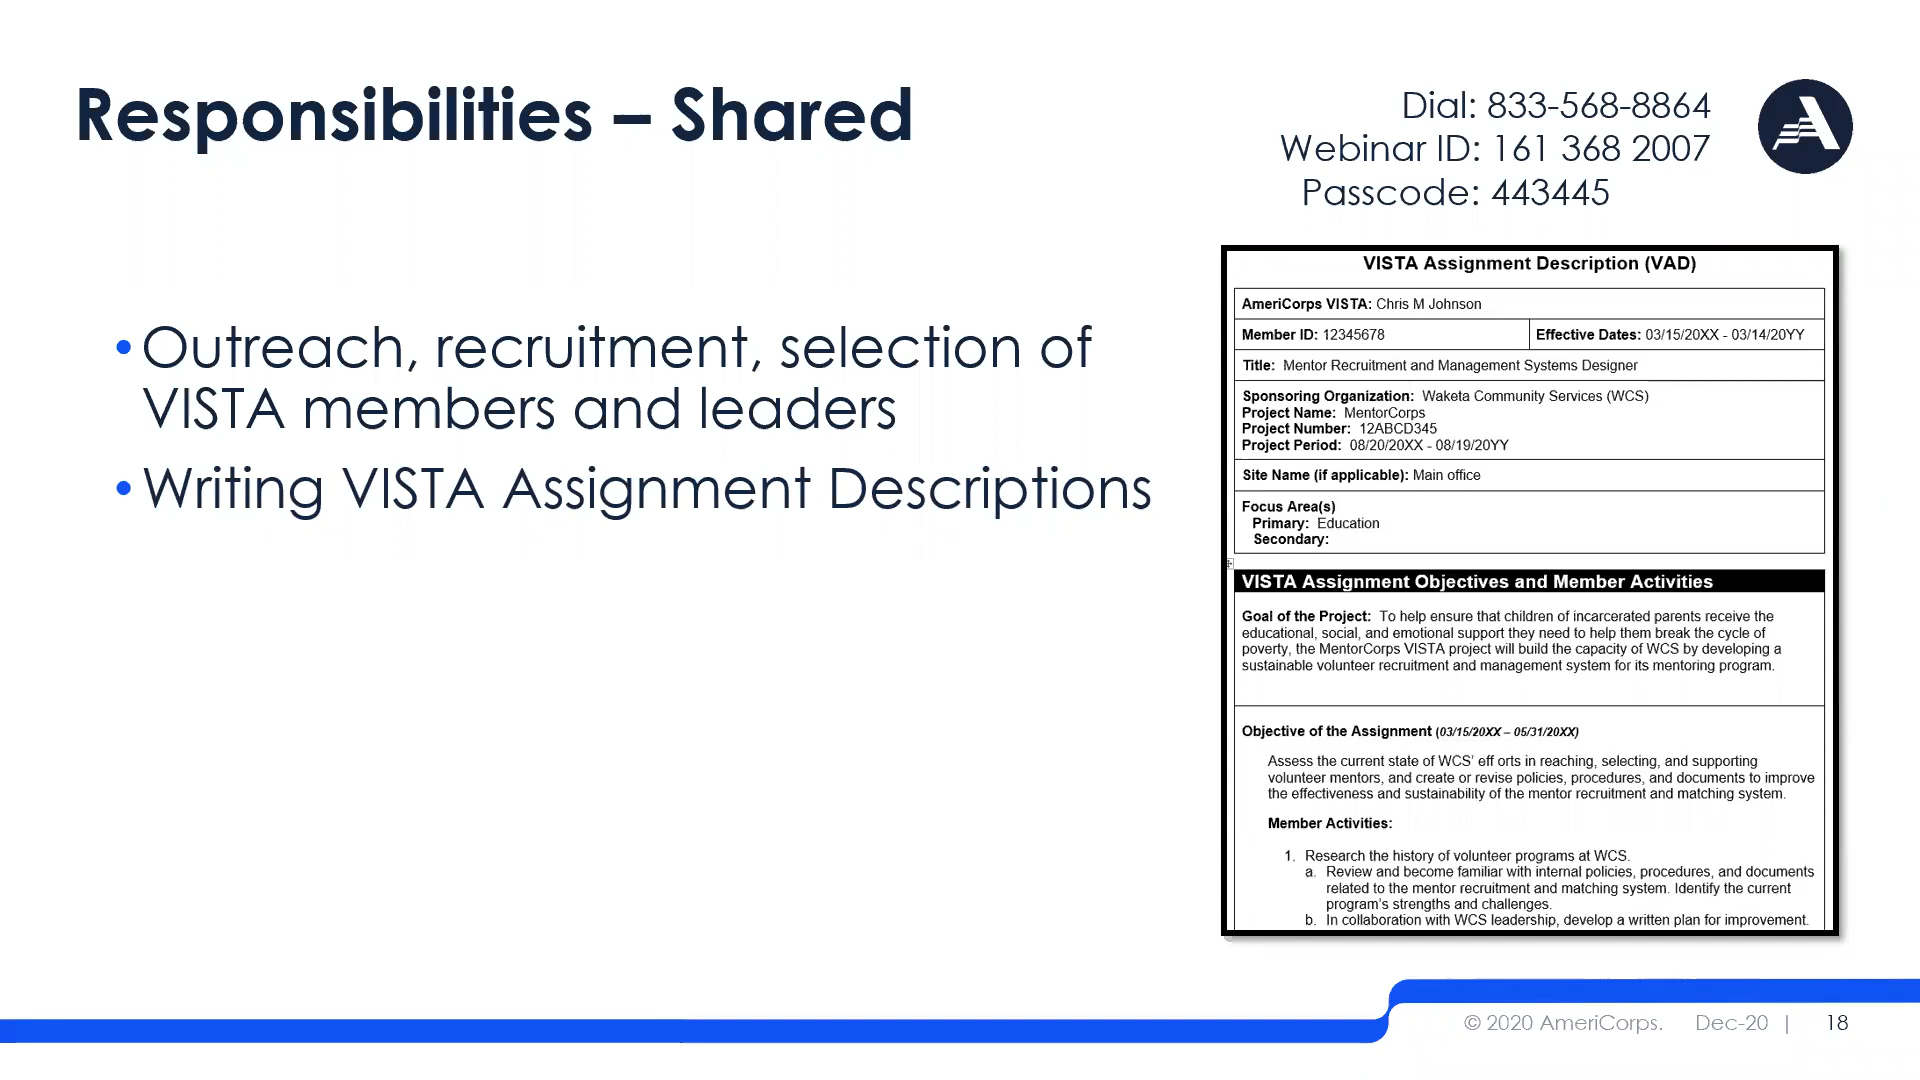 Responsibilities – Shared
Dial: 833-568-8864
Webinar ID: 161 368 2007
Passcode: 443445
• Outreach, recruitment, selection of
VISTA members and leaders
• Writing VISTA Assignment Descriptions
VISTA Assignment Description (VAD)
AmeriCorps VISTA: Chris M Johnson
Member ID: 12345678
Effective Dates: 03/15/20XX - 03/14/20YY
Title: Mentor Recruitment and Management Systems Designer
Sponsoring Organization: Waketa Community Services (WCS)
Project Name: MentorCorps
Project Number: 12ABCD345
Project Period: 08/20/20XX - 08/19/20YY
Site Name (if applicable): Main office
Focus Area(s)
Primary: Education
Secondary:
VISTA Assignment Objectives and Member Activities
Goal of the Project: To help ensure that children of incarcerated parents receive the
educational, social, and emotional support they need to help them break the cycle of
poverty, the MentorCorps VISTA project will build the capacity of WCS by developing a
sustainable volunteer recruitment and management system for its mentoring program.
Objective of the Assignment (03/15/20XX – 05/31/20XX)
Assess the current state of WCS' eff orts in reaching, selecting, and supporting
volunteer mentors, and create or revise policies, procedures, and documents to improve
the effectiveness and sustainability of the mentor recruitment and matching system.
Member Activities:
1. Research the history of volunteer programs at WCS.
a. Review and become familiar with internal policies, procedures, and documents
related to the mentor recruitment and matching system. Identify the current
program's strengths and challenges.
b. In collaboration with WCS leadership, develop a written plan for improvement.
© 2020 AmeriCorps. Dec-20 | 18